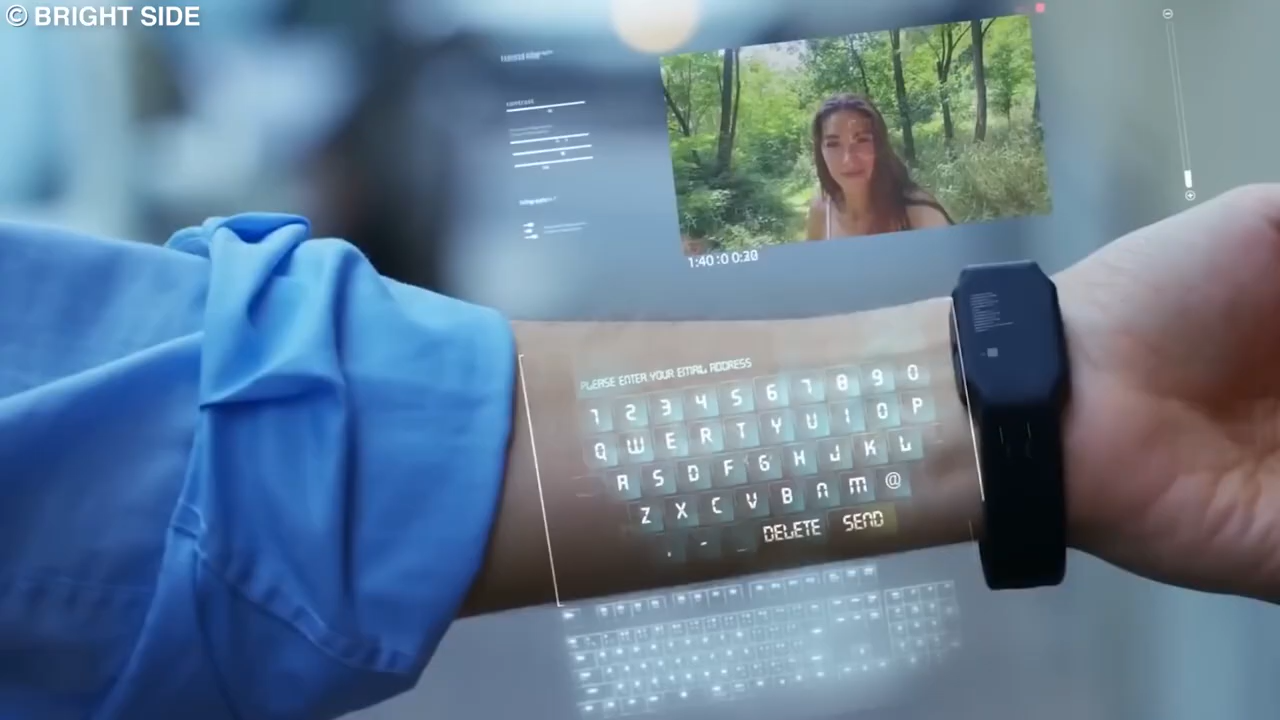 © BRIGHT SIDE
contrast
1:40:0 0:20
PLEASE ENTER YOUR EMAIL ADDRESS
1 2 3 4 5 6 7 8 9 0
Q W E R T Y U I O P
A S D F G H J K L
Z X C V B N M @
. - _ DELETE SEND